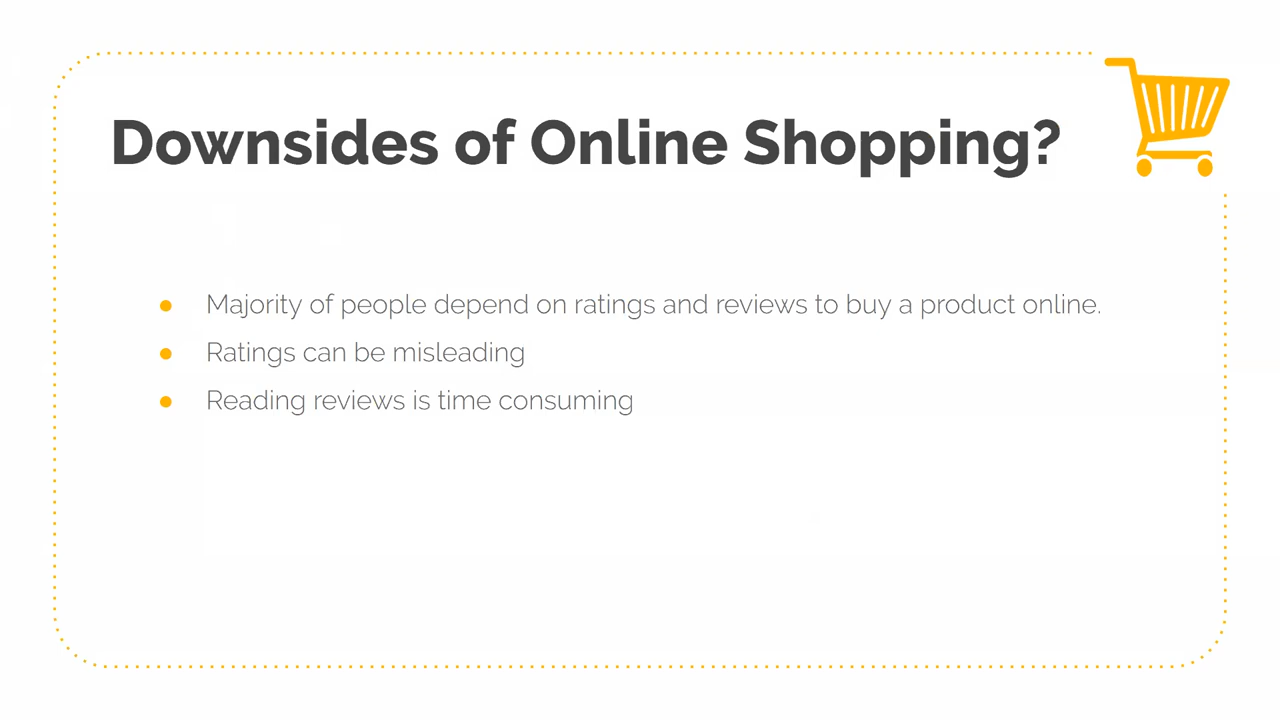 Downsides of Online Shopping?
Majority of people depend on ratings and reviews to buy a product online.
Ratings can be misleading
Reading reviews is time consuming